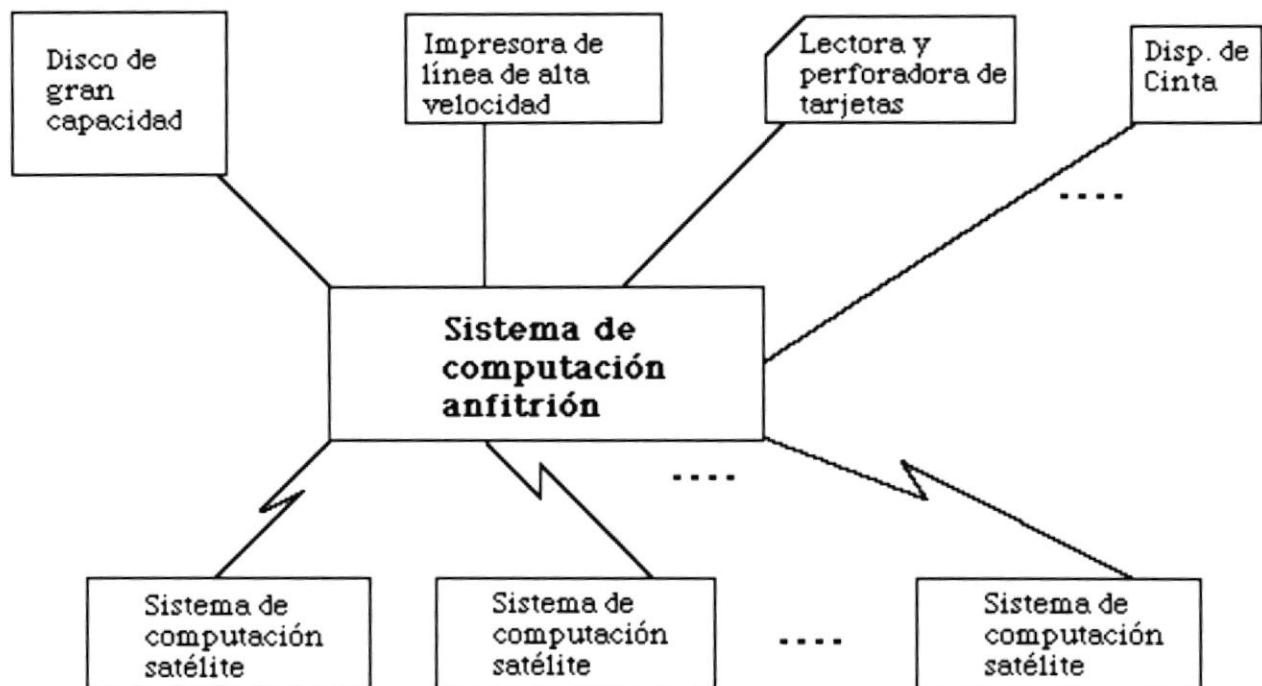 Disco de
gran
capacidad
Impresora de
línea de alta
velocidad
Lectora y
perforadora de
tarjetas
Disp. de
Cinta
....
Sistema de
computación
anfitrión
....
Sistema de
computación
satélite
Sistema de
computación
satélite
....
Sistema de
computación
satélite